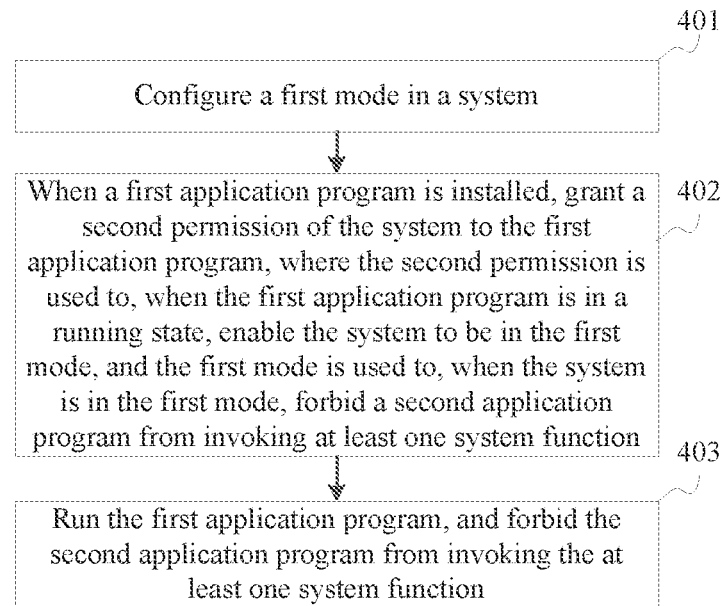 401
Configure a first mode in a system
When a first application program is installed, grant a
second permission of the system to the first
application program, where the second permission is
used to, when the first application program is in a
running state, enable the system to be in the first
mode, and the first mode is used to, when the system
is in the first mode, forbid a second application
program from invoking at least one system function
402
403
Run the first application program, and forbid the
second application program from invoking the at
least one system function